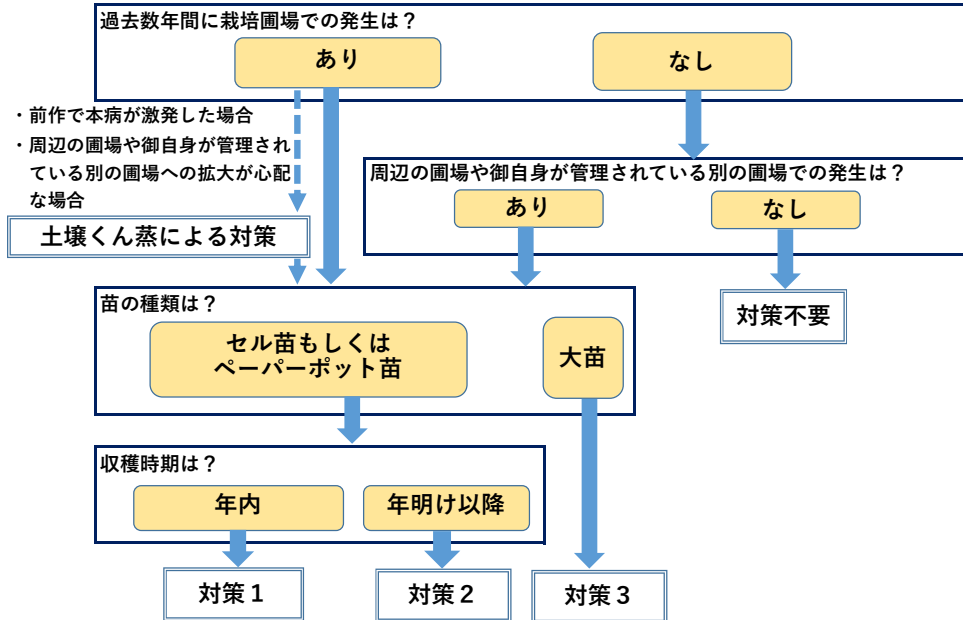 過去数年間に栽培圃場での発生は？
あり
なし
・前作で本病が激発した場合
・周辺の圃場や御自身が管理され
ている別の圃場への拡大が心配
な場合
土壌くん蒸による対策
周辺の圃場や御自身が管理されている別の圃場での発生は？
あり
なし
対策不要
苗の種類は？
セル苗もしくは
ペーパーポット苗
大苗
収穫時期は？
年内
年明け以降
対策１
対策２
対策３